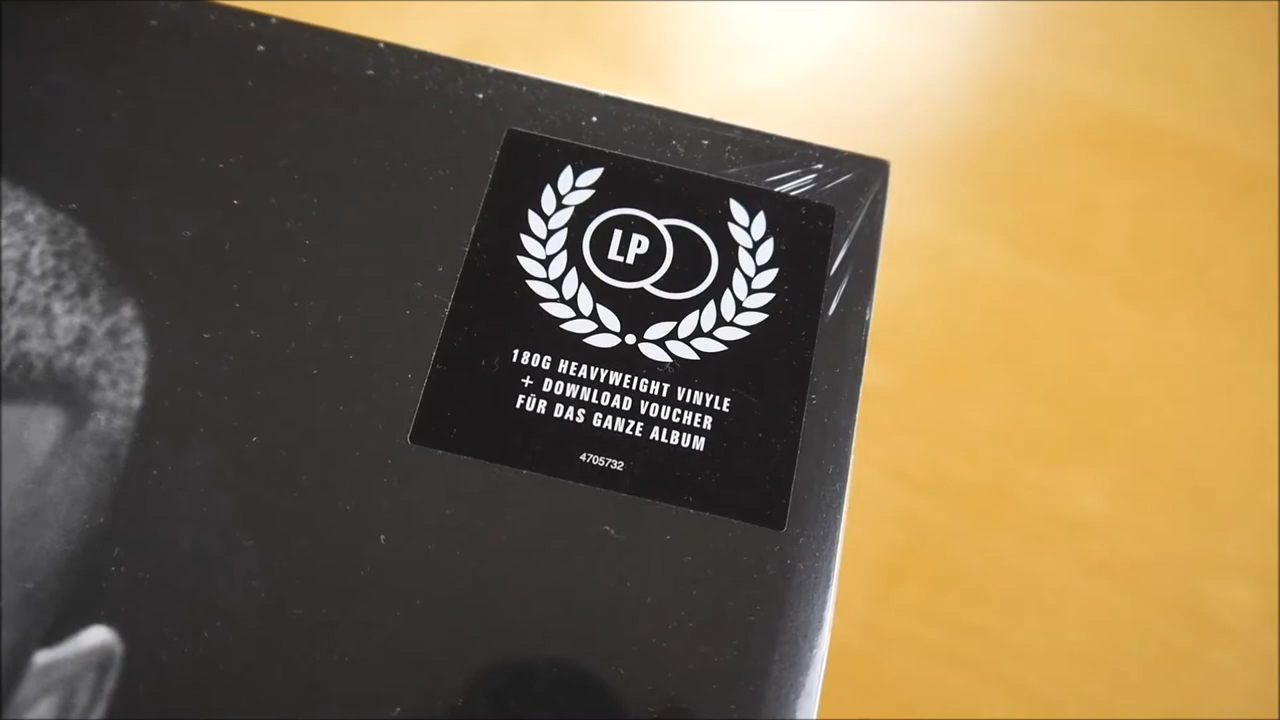 LP
180G HEAVYWEIGHT VINYLE
+ DOWNLOAD VOUCHER
FÜR DAS GANZE ALBUM
4705732